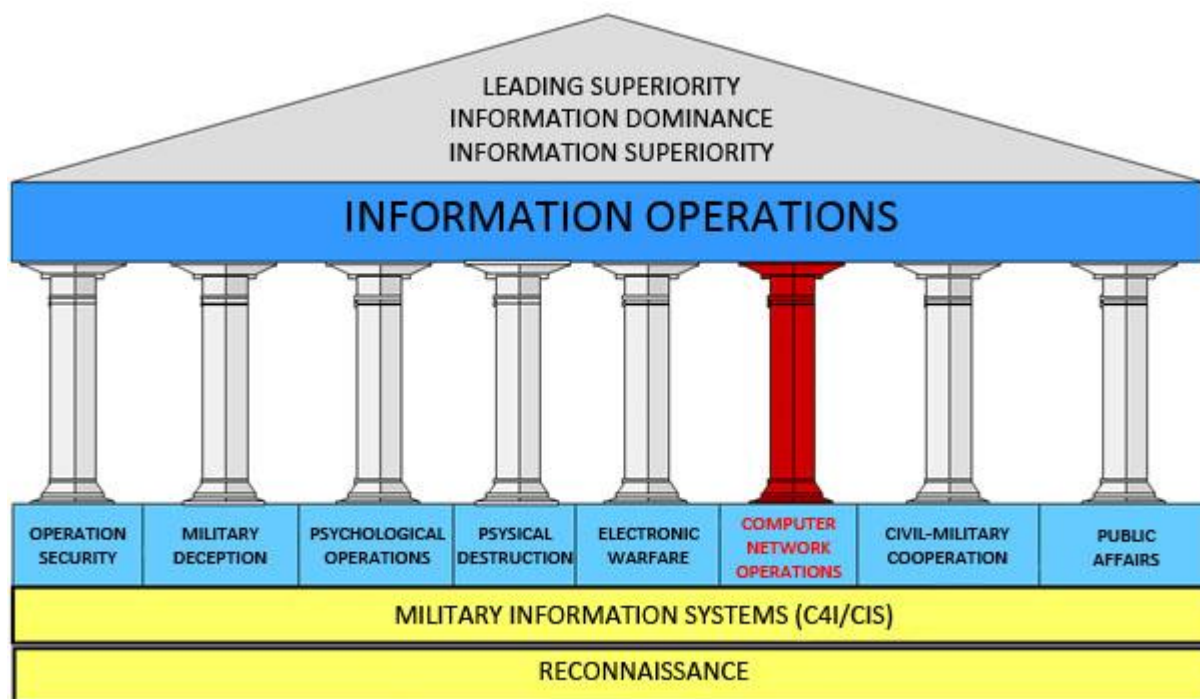 LEADING SUPERIORITY
INFORMATION DOMINANCE
INFORMATION SUPERIORITY
INFORMATION OPERATIONS
OPERATION
SECURITY
MILITARY
DECEPTION
PSYCHOLOGICAL
OPERATIONS
PSYSICAL
DESTRUCTION
ELECTRONIC
WARFARE
COMPUTER
NETWORK
OPERATIONS
CIVIL-MILITARY
COOPERATION
PUBLIC
AFFAIRS
MILITARY INFORMATION SYSTEMS (C4I/CIS)
RECONNAISSANCE